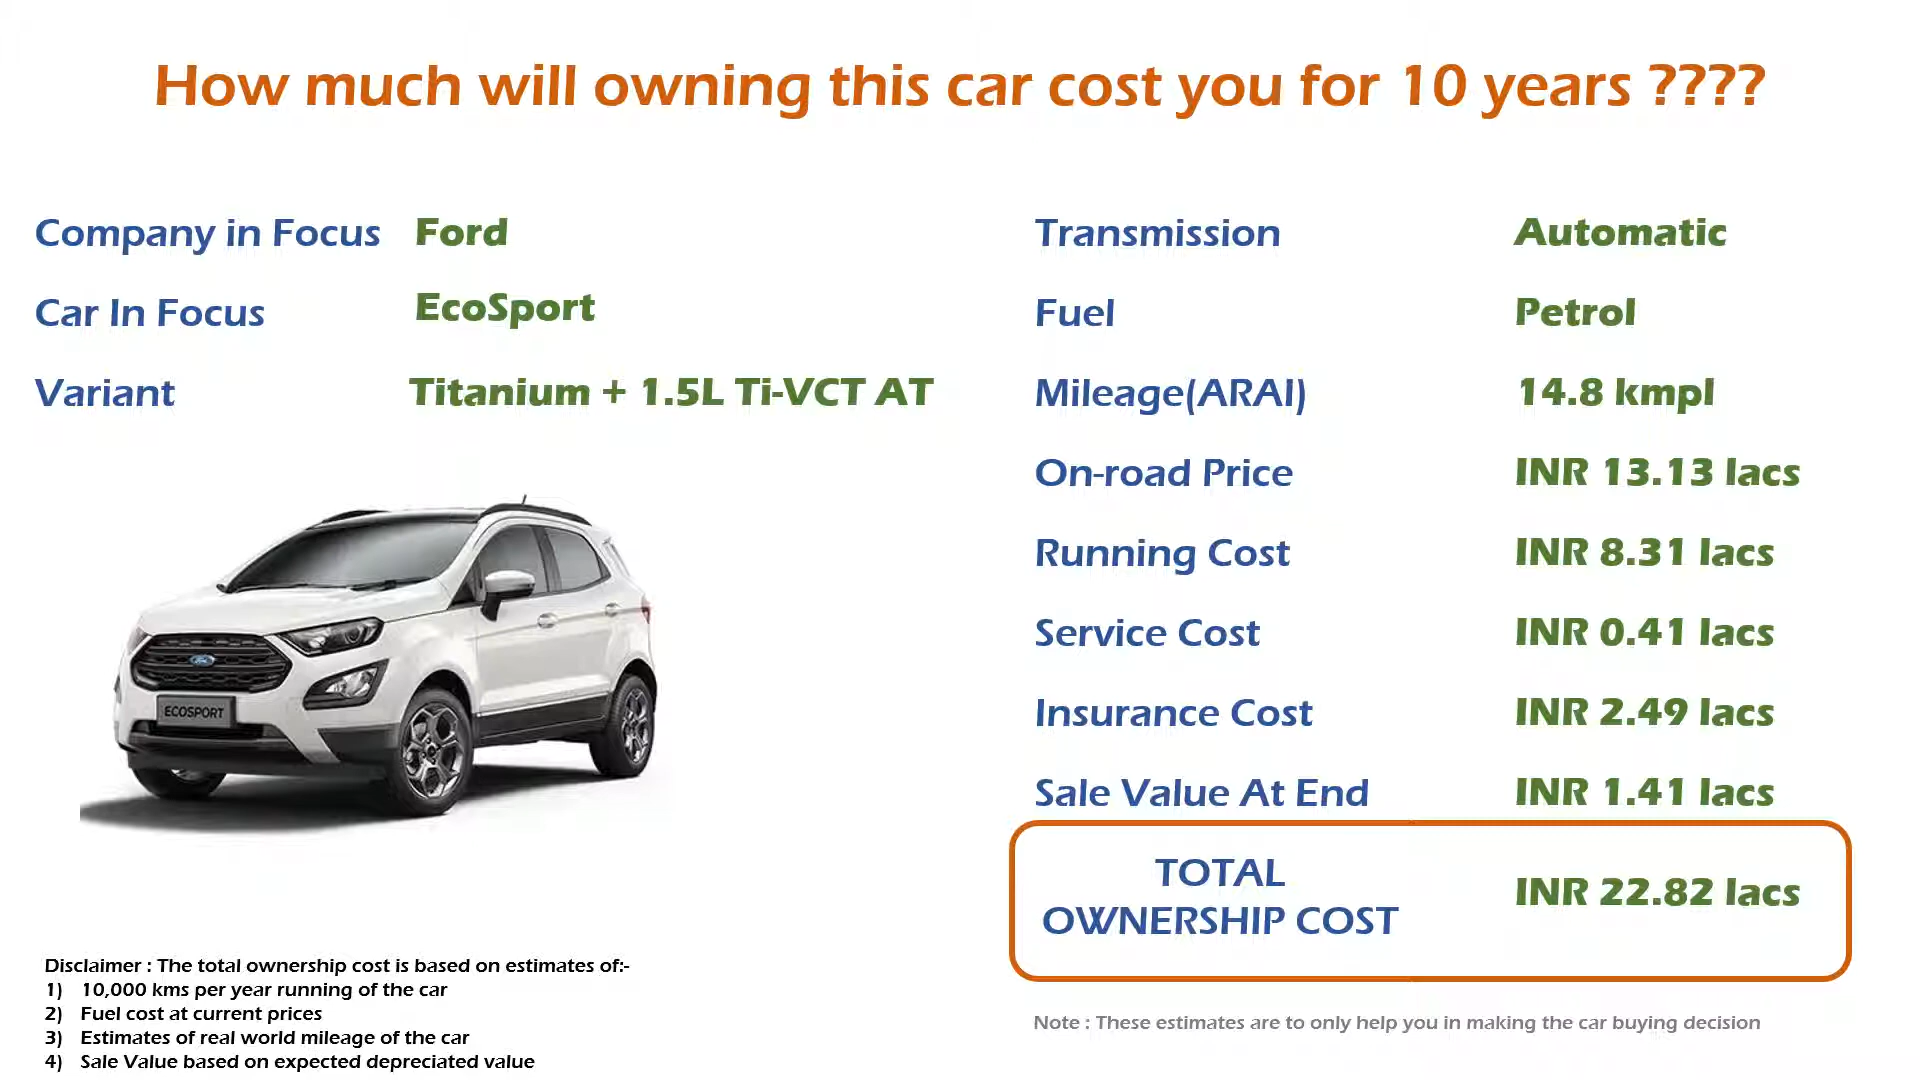 How much will owning this car cost you for 10 years ????
Company in Focus Ford
Car In Focus EcoSport
Variant Titanium + 1.5L Ti-VCT AT
Transmission Automatic
Fuel Petrol
Mileage(ARAI) 14.8 kmpl
On-road Price INR 13.13 lacs
Running Cost INR 8.31 lacs
Service Cost INR 0.41 lacs
Insurance Cost INR 2.49 lacs
Sale Value At End INR 1.41 lacs
TOTAL
OWNERSHIP COST INR 22.82 lacs
Ford
ECOSPORT
Disclaimer : The total ownership cost is based on estimates of:-
1) 10,000 kms per year running of the car
2) Fuel cost at current prices
3) Estimates of real world mileage of the car
4) Sale Value based on expected depreciated value
Note : These estimates are to only help you in making the car buying decision